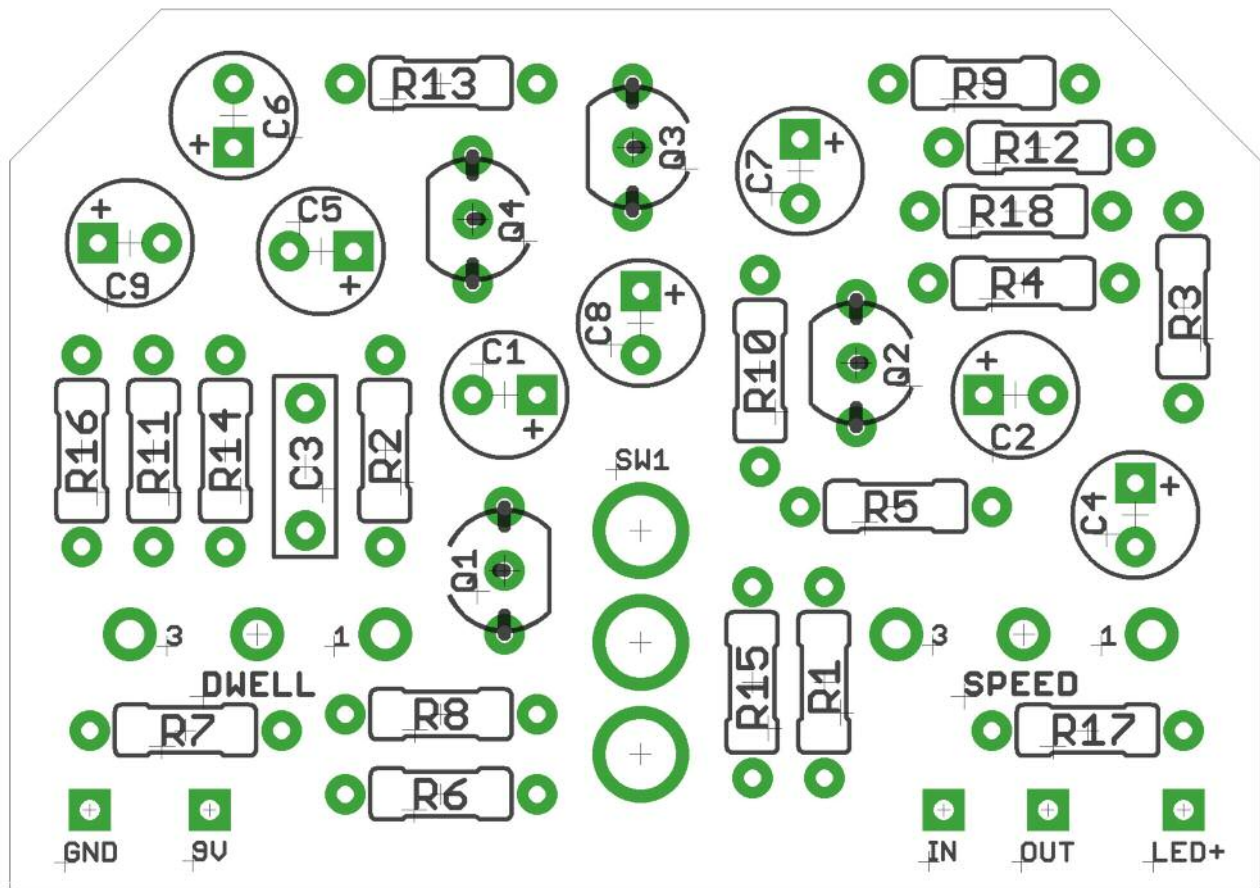 R13
R9
C6
+
Q3
C7
+
R12
+
C5
Q4
R18
+
C9
+
R4
R3
C8
+
C1
+
R10
Q2
+
C2
R16
R11
R14
C3
R2
SW1
R5
C4
+
Q1
3
1
3
1
DWELL
R15
R1
SPEED
R7
R8
R17
R6
GND
9V
IN
OUT
LED+